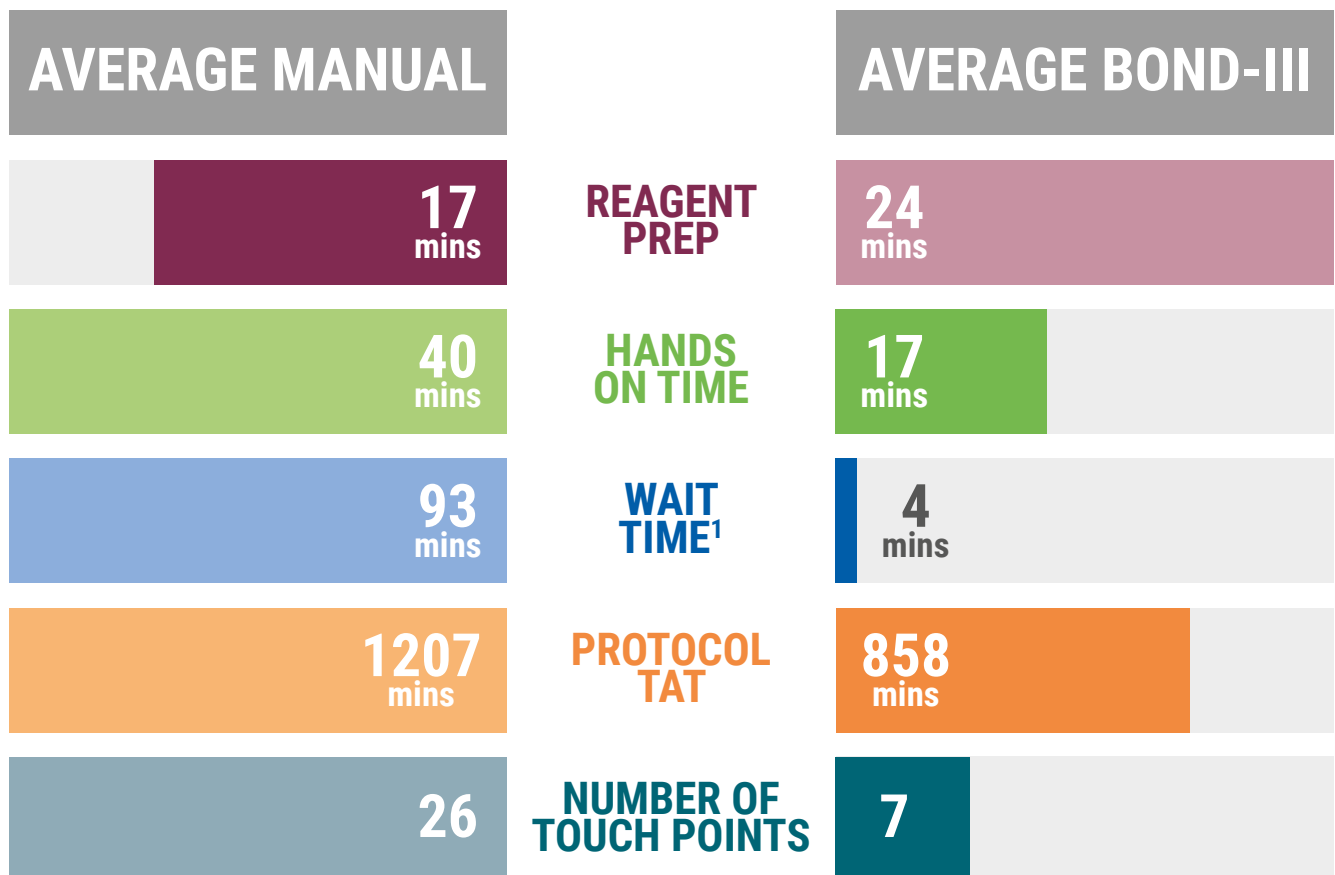 AVERAGE MANUAL
AVERAGE BOND-III
17
mins
REAGENT
PREP
24
mins
40
mins
HANDS
ON TIME
17
mins
93
mins
WAIT
TIME¹
4
mins
1207
mins
PROTOCOL
TAT
858
mins
26
NUMBER OF
TOUCH POINTS
7